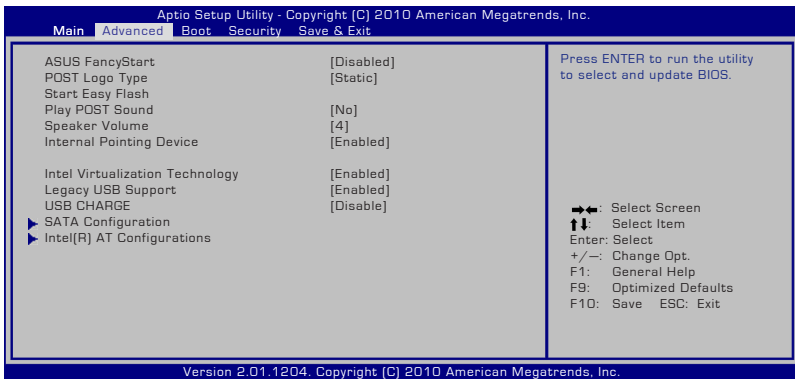 Aptio Setup Utility - Copyright (C) 2010 American Megatrends, Inc.
Main Advanced Boot Security Save & Exit
ASUS FancyStart [Disabled]
POST Logo Type [Static]
Start Easy Flash
Play POST Sound [No]
Speaker Volume [4]
Internal Pointing Device [Enabled]
Intel Virtualization Technology [Enabled]
Legacy USB Support [Enabled]
USB CHARGE [Disable]
SATA Configuration
Intel(R) AT Configurations
Press ENTER to run the utility
to select and update BIOS.
→←: Select Screen
↑↓: Select Item
Enter: Select
+/—: Change Opt.
F1: General Help
F9: Optimized Defaults
F10: Save ESC: Exit
Version 2.01.1204. Copyright (C) 2010 American Megatrends, Inc.